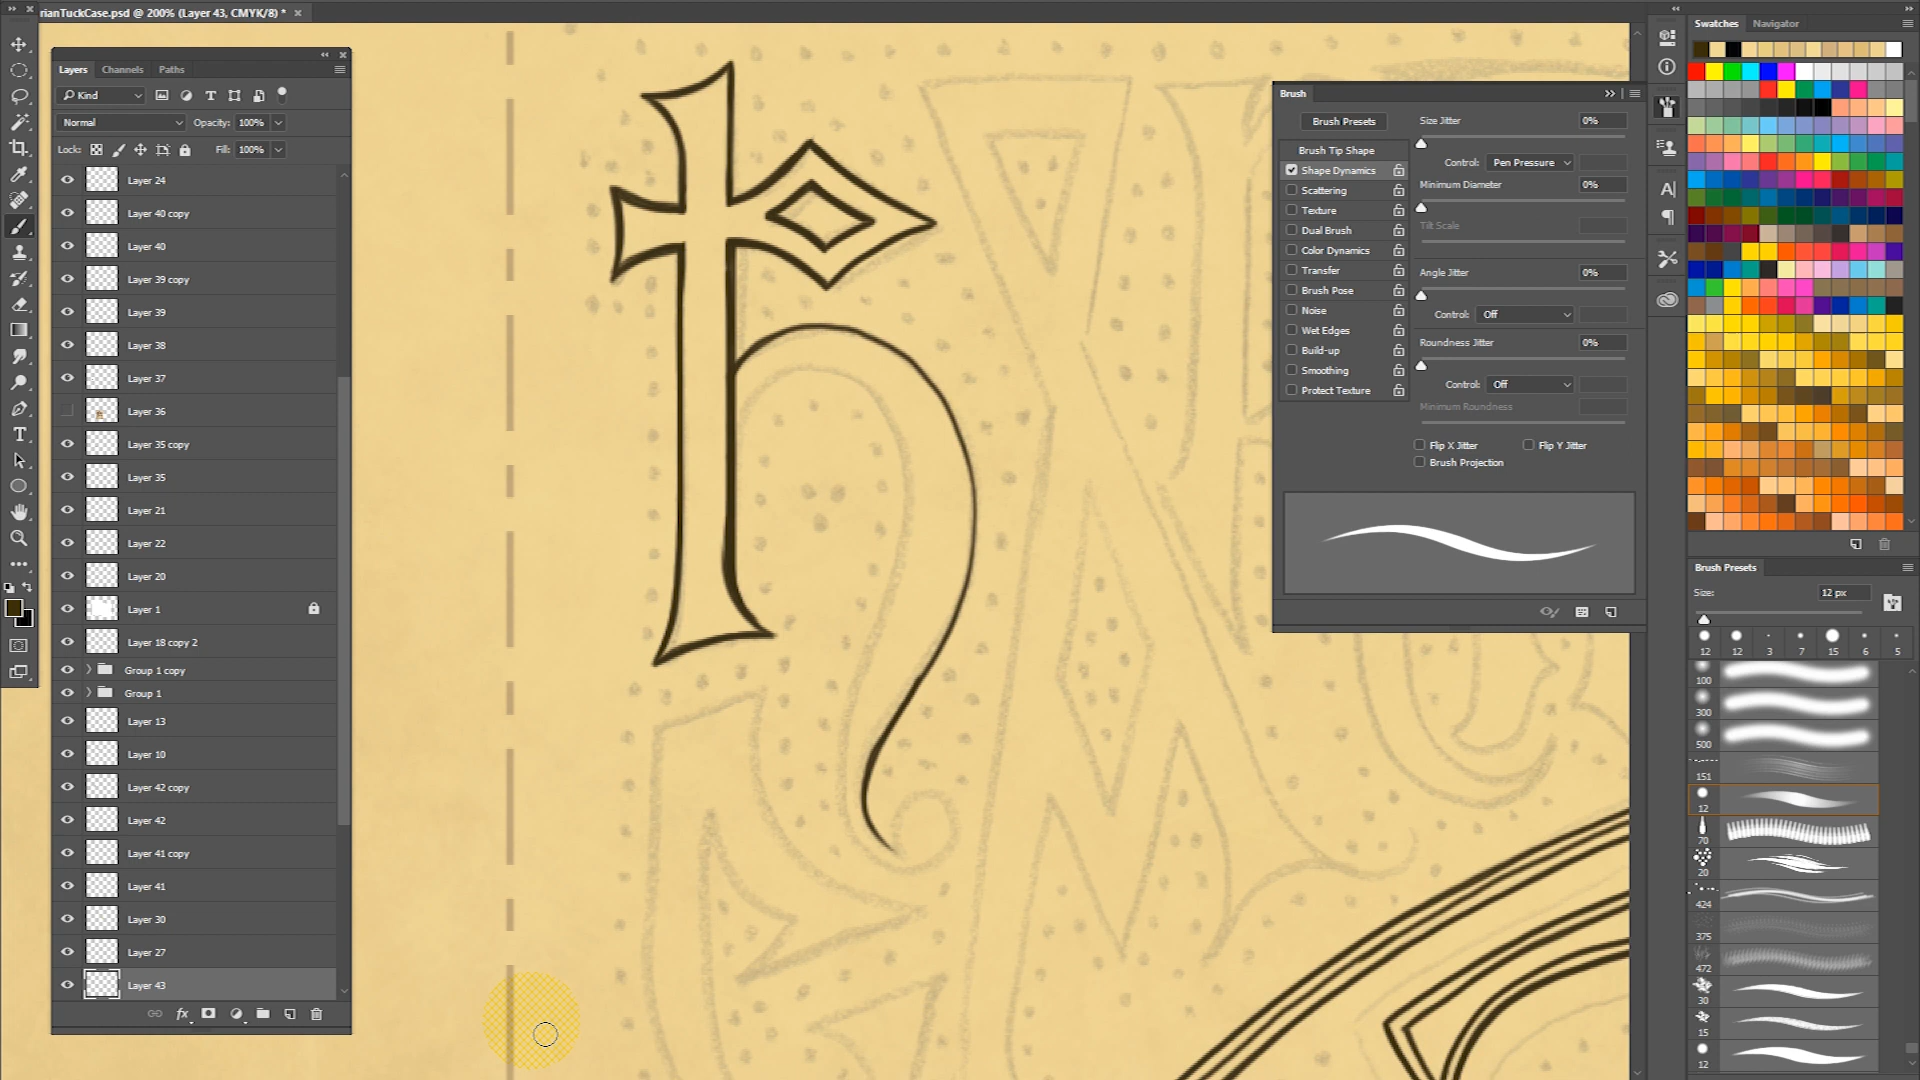 rianTuckCase.psd @ 200% (Layer 43, CMYK/8) *
Layers
Channels
Paths
Kind
Normal
Opacity: 100%
Lock:
Fill: 100%
Layer 24
Layer 40 copy
Layer 40
Layer 39 copy
Layer 39
Layer 38
Layer 37
Layer 36
Layer 35 copy
Layer 35
Layer 21
Layer 22
Layer 20
Layer 1
Layer 18 copy 2
Group 1 copy
Group 1
Layer 13
Layer 10
Layer 42 copy
Layer 42
Layer 41 copy
Layer 41
Layer 30
Layer 27
Layer 43
fx
Brush
Brush Presets
Brush Tip Shape
Shape Dynamics
Scattering
Texture
Dual Brush
Color Dynamics
Transfer
Brush Pose
Noise
Wet Edges
Build-up
Smoothing
Protect Texture
Size Jitter 0%
Control: Pen Pressure
Minimum Diameter 0%
Tilt Scale
Angle Jitter 0%
Control: Off
Roundness Jitter 0%
Control: Off
Minimum Roundness
Flip X Jitter
Flip Y Jitter
Brush Projection
Swatches
Navigator
Brush Presets
Size: 12 px
12 12 3 7 15 6 5
100
300
500
151
12
70
20
424
375
472
30
15
12